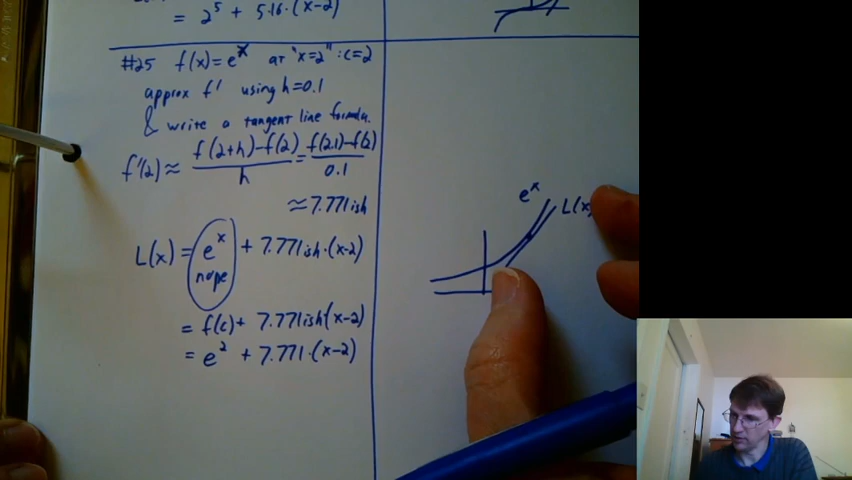 = 2⁵ + 5·16·(x-2)
#25 f(x)=eˣ at "x=2" : c=2
approx f' using h=0.1
& write a tangent line formula.
f'(2) ≈ f(2+h)-f(2) / h = f(2.1)-f(2) / 0.1
≈ 7.771ish
L(x) = eˣ + 7.771ish·(x-2)
nope
= f(c) + 7.771ish(x-2)
= e² + 7.771·(x-2)
eˣ
L(x)